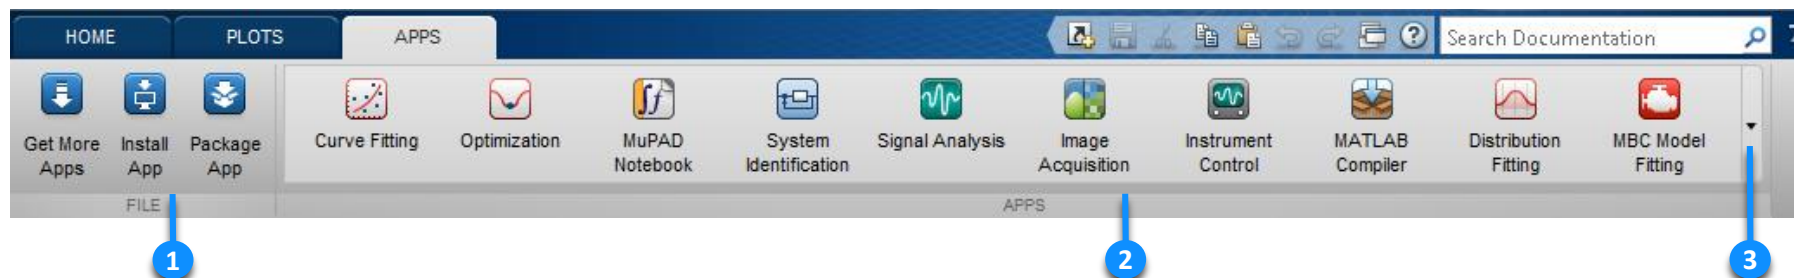 HOME PLOTS APPS
Search Documentation
Get More
Apps
Install
App
Package
App
Curve Fitting
Optimization
MuPAD
Notebook
System
Identification
Signal Analysis
Image
Acquisition
Instrument
Control
MATLAB
Compiler
Distribution
Fitting
MBC Model
Fitting
FILE
APPS
1
2
3